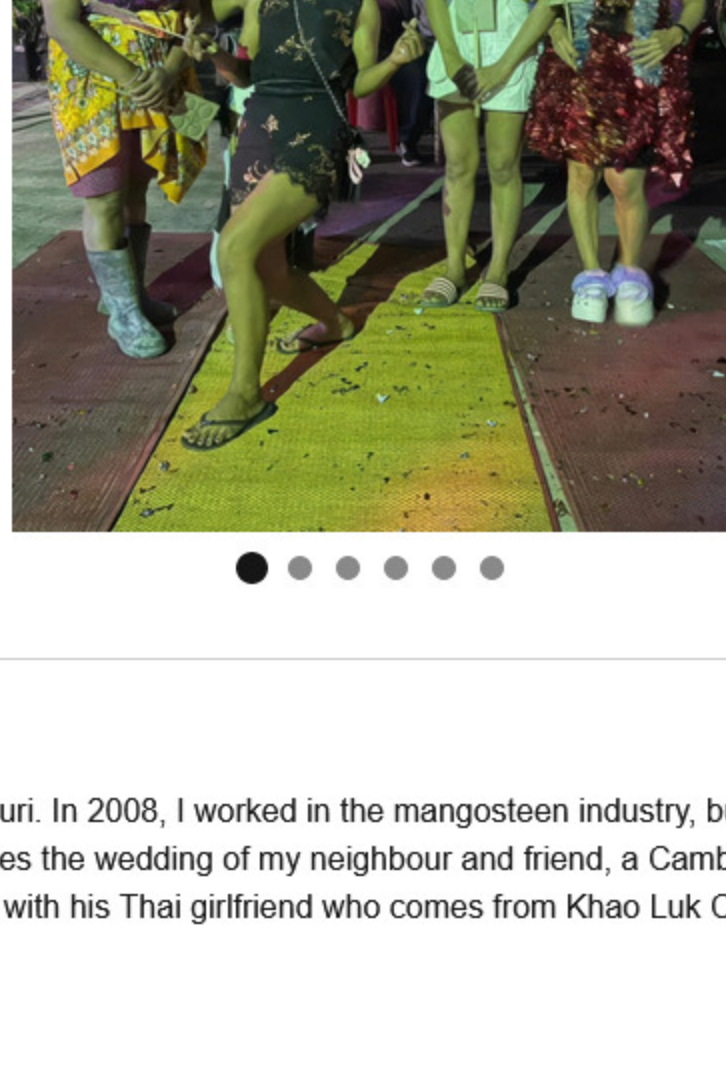 uri. In 2008, I worked in the mangosteen industry, b
es the wedding of my neighbour and friend, a Camb
with his Thai girlfriend who comes from Khao Luk